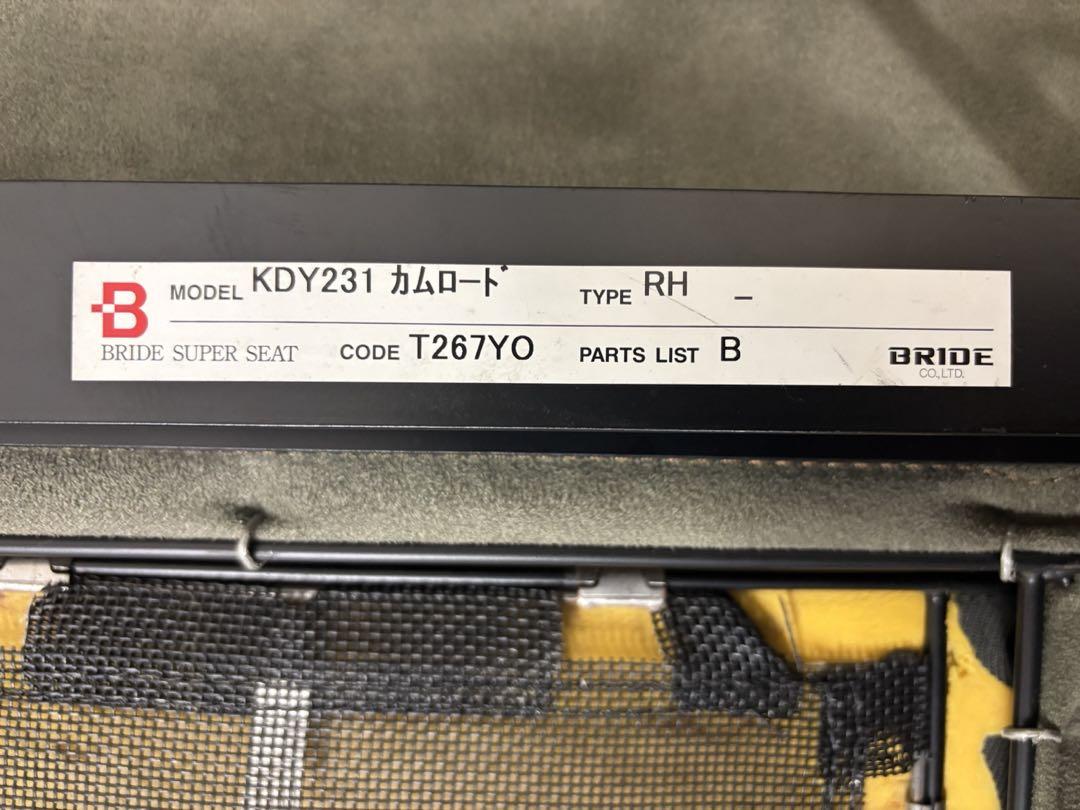 B MODEL KDY231 カムロード TYPE RH –
BRIDE SUPER SEAT CODE T267YO PARTS LIST B BRIDE
CO.,LTD.